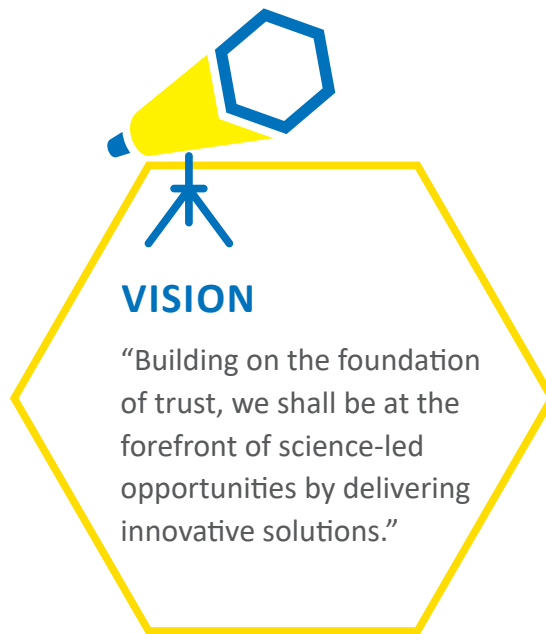 VISION
“Building on the foundation
of trust, we shall be at the
forefront of science-led
opportunities by delivering
innovative solutions.”